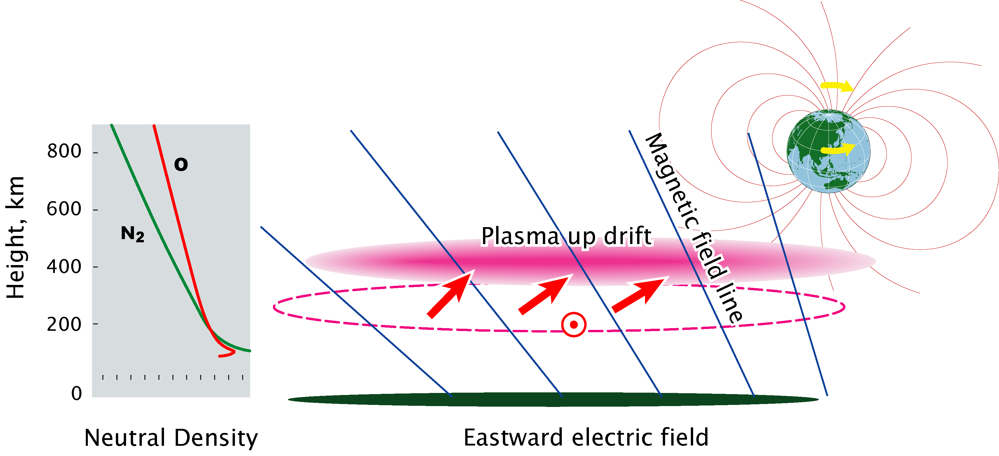 Height, km
800
600
400
200
0
O
N₂
Neutral Density
Plasma up drift
Magnetic field line
Eastward electric field